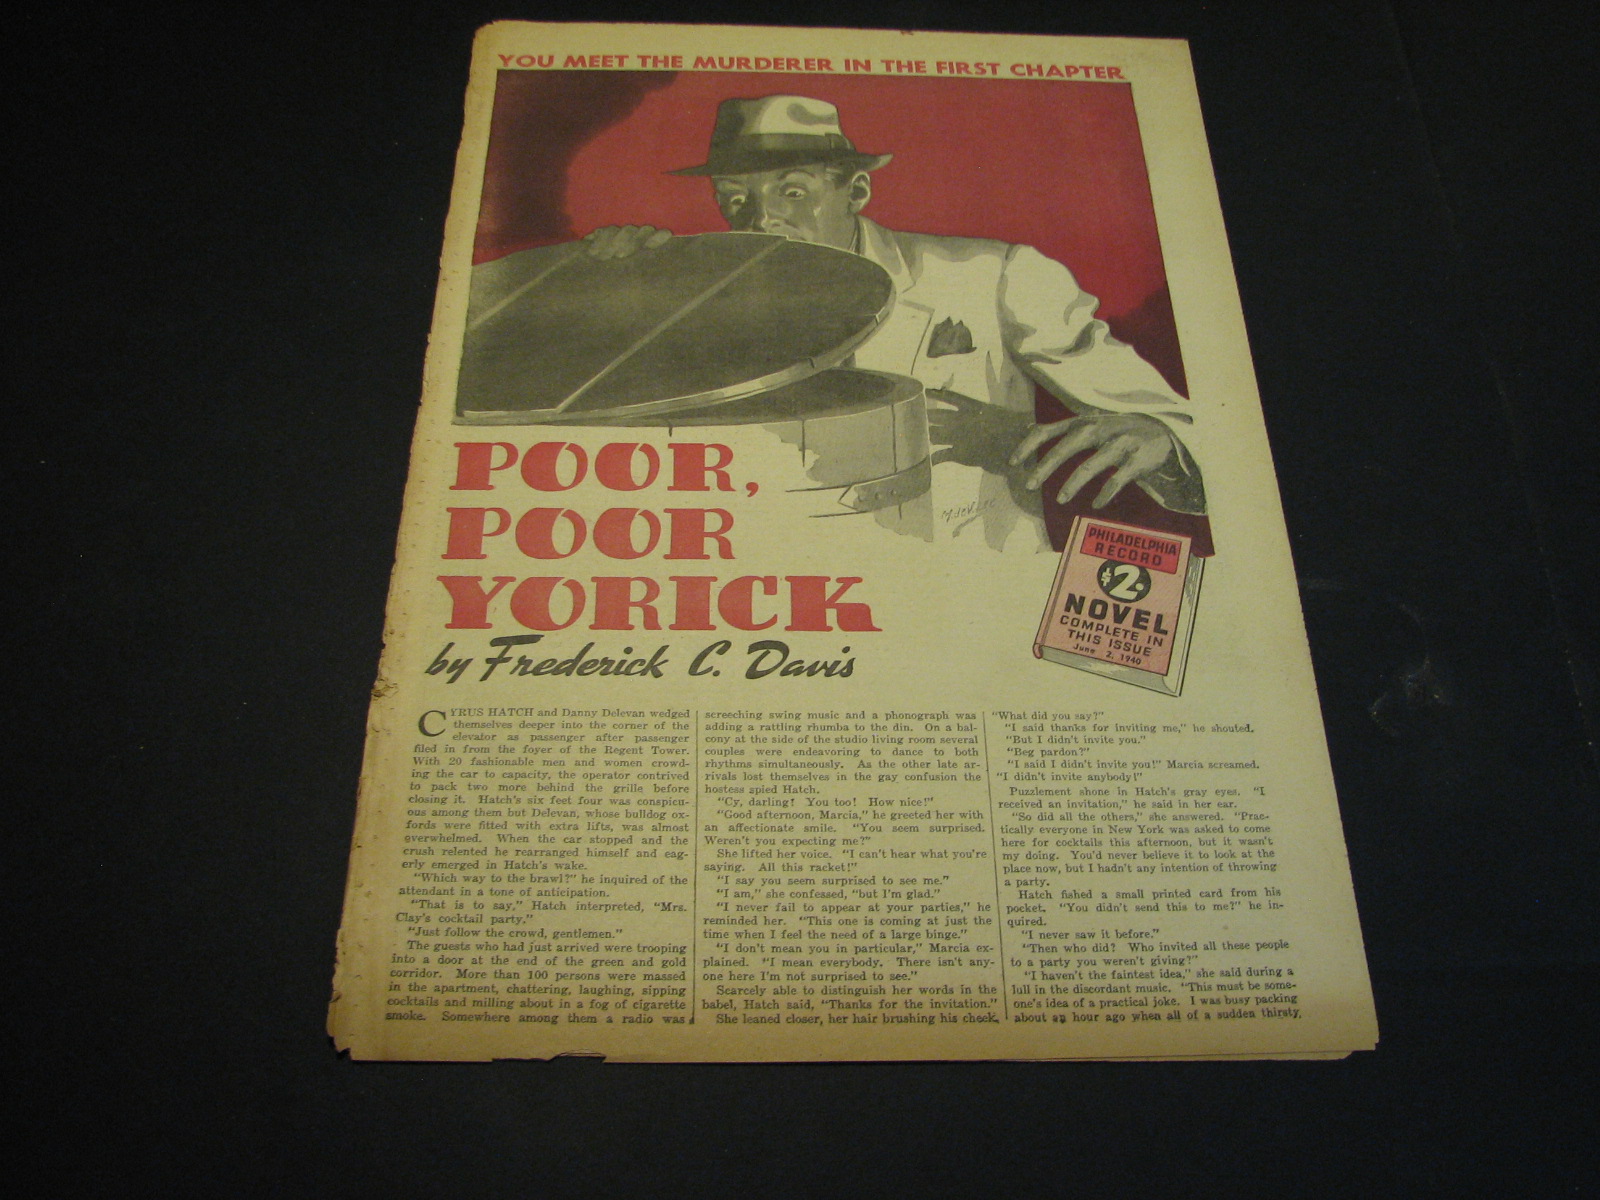 YOU MEET THE MURDERER IN THE FIRST CHAPTER
POOR,
POOR
YORICK
by Frederick C. Davis
PHILADELPHIA
RECORD
$2.
NOVEL
COMPLETE IN
THIS ISSUE
June 2, 1940
CYRUS HATCH and Danny Delevan wedged
themselves deeper into the corner of the
elevator as passenger after passenger
filed in from the foyer of the Regent Tower.
With 20 fashionable men and women crowd-
ing the car to capacity, the operator contrived
to pack two more behind the grille before
closing it. Hatch's six feet four was conspicu-
ous among them but Delevan, whose bulldog ox-
fords were fitted with extra lifts, was almost
overwhelmed. When the car stopped and the
crush relented he rearranged himself and eag-
erly emerged in Hatch's wake.
"Which way to the brawl?" he inquired of the
attendant in a tone of anticipation.
"That is to say," Hatch interpreted, "Mrs.
Clay's cocktail party."
"Just follow the crowd, gentlemen."
The guests who had just arrived were trooping
into a door at the end of the green and gold
corridor. More than 100 persons were massed
in the apartment, chattering, laughing, sipping
cocktails and milling about in a fog of cigarette
smoke. Somewhere among them a radio was
screeching swing music and a phonograph was
adding a rattling rhumba to the din. On a bal-
cony at the side of the studio living room several
couples were endeavoring to dance to both
rhythms simultaneously. As the other late ar-
rivals lost themselves in the gay confusion the
hostess spied Hatch.
"Cy, darling! You too! How nice!"
"Good afternoon, Marcia," he greeted her with
an affectionate smile. "You seem surprised.
Weren't you expecting me?"
She lifted her voice. "I can't hear what you're
saying. All this racket!"
"I say you seem surprised to see me."
"I am," she confessed, "but I'm glad."
"I never fail to appear at your parties," he
reminded her. "This one is coming at just the
time when I feel the need of a large binge."
"I don't mean you in particular," Marcia ex-
plained. "I mean everybody. There isn't any-
one here I'm not surprised to see."
Scarcely able to distinguish her words in the
babel, Hatch said, "Thanks for the invitation."
She leaned closer, her hair brushing his cheek.
"What did you say?"
"I said thanks for inviting me," he shouted.
"But I didn't invite you."
"Beg pardon?"
"I said I didn't invite you!" Marcia screamed.
"I didn't invite anybody!"
Puzzlement shone in Hatch's gray eyes. "I
received an invitation," he said in her ear.
"So did all the others," she answered. "Prac-
tically everyone in New York was asked to come
here for cocktails this afternoon, but it wasn't
my doing. You'd never believe it to look at the
place now, but I hadn't any intention of throwing
a party.
Hatch fished a small printed card from his
pocket. "You didn't send this to me?" he in-
quired.
"I never saw it before."
"Then who did? Who invited all these people
to a party you weren't giving?"
"I haven't the faintest idea," she said during a
lull in the discordant music. "This must be some-
one's idea of a practical joke. I was busy packing
about an hour ago when all of a sudden thirsty